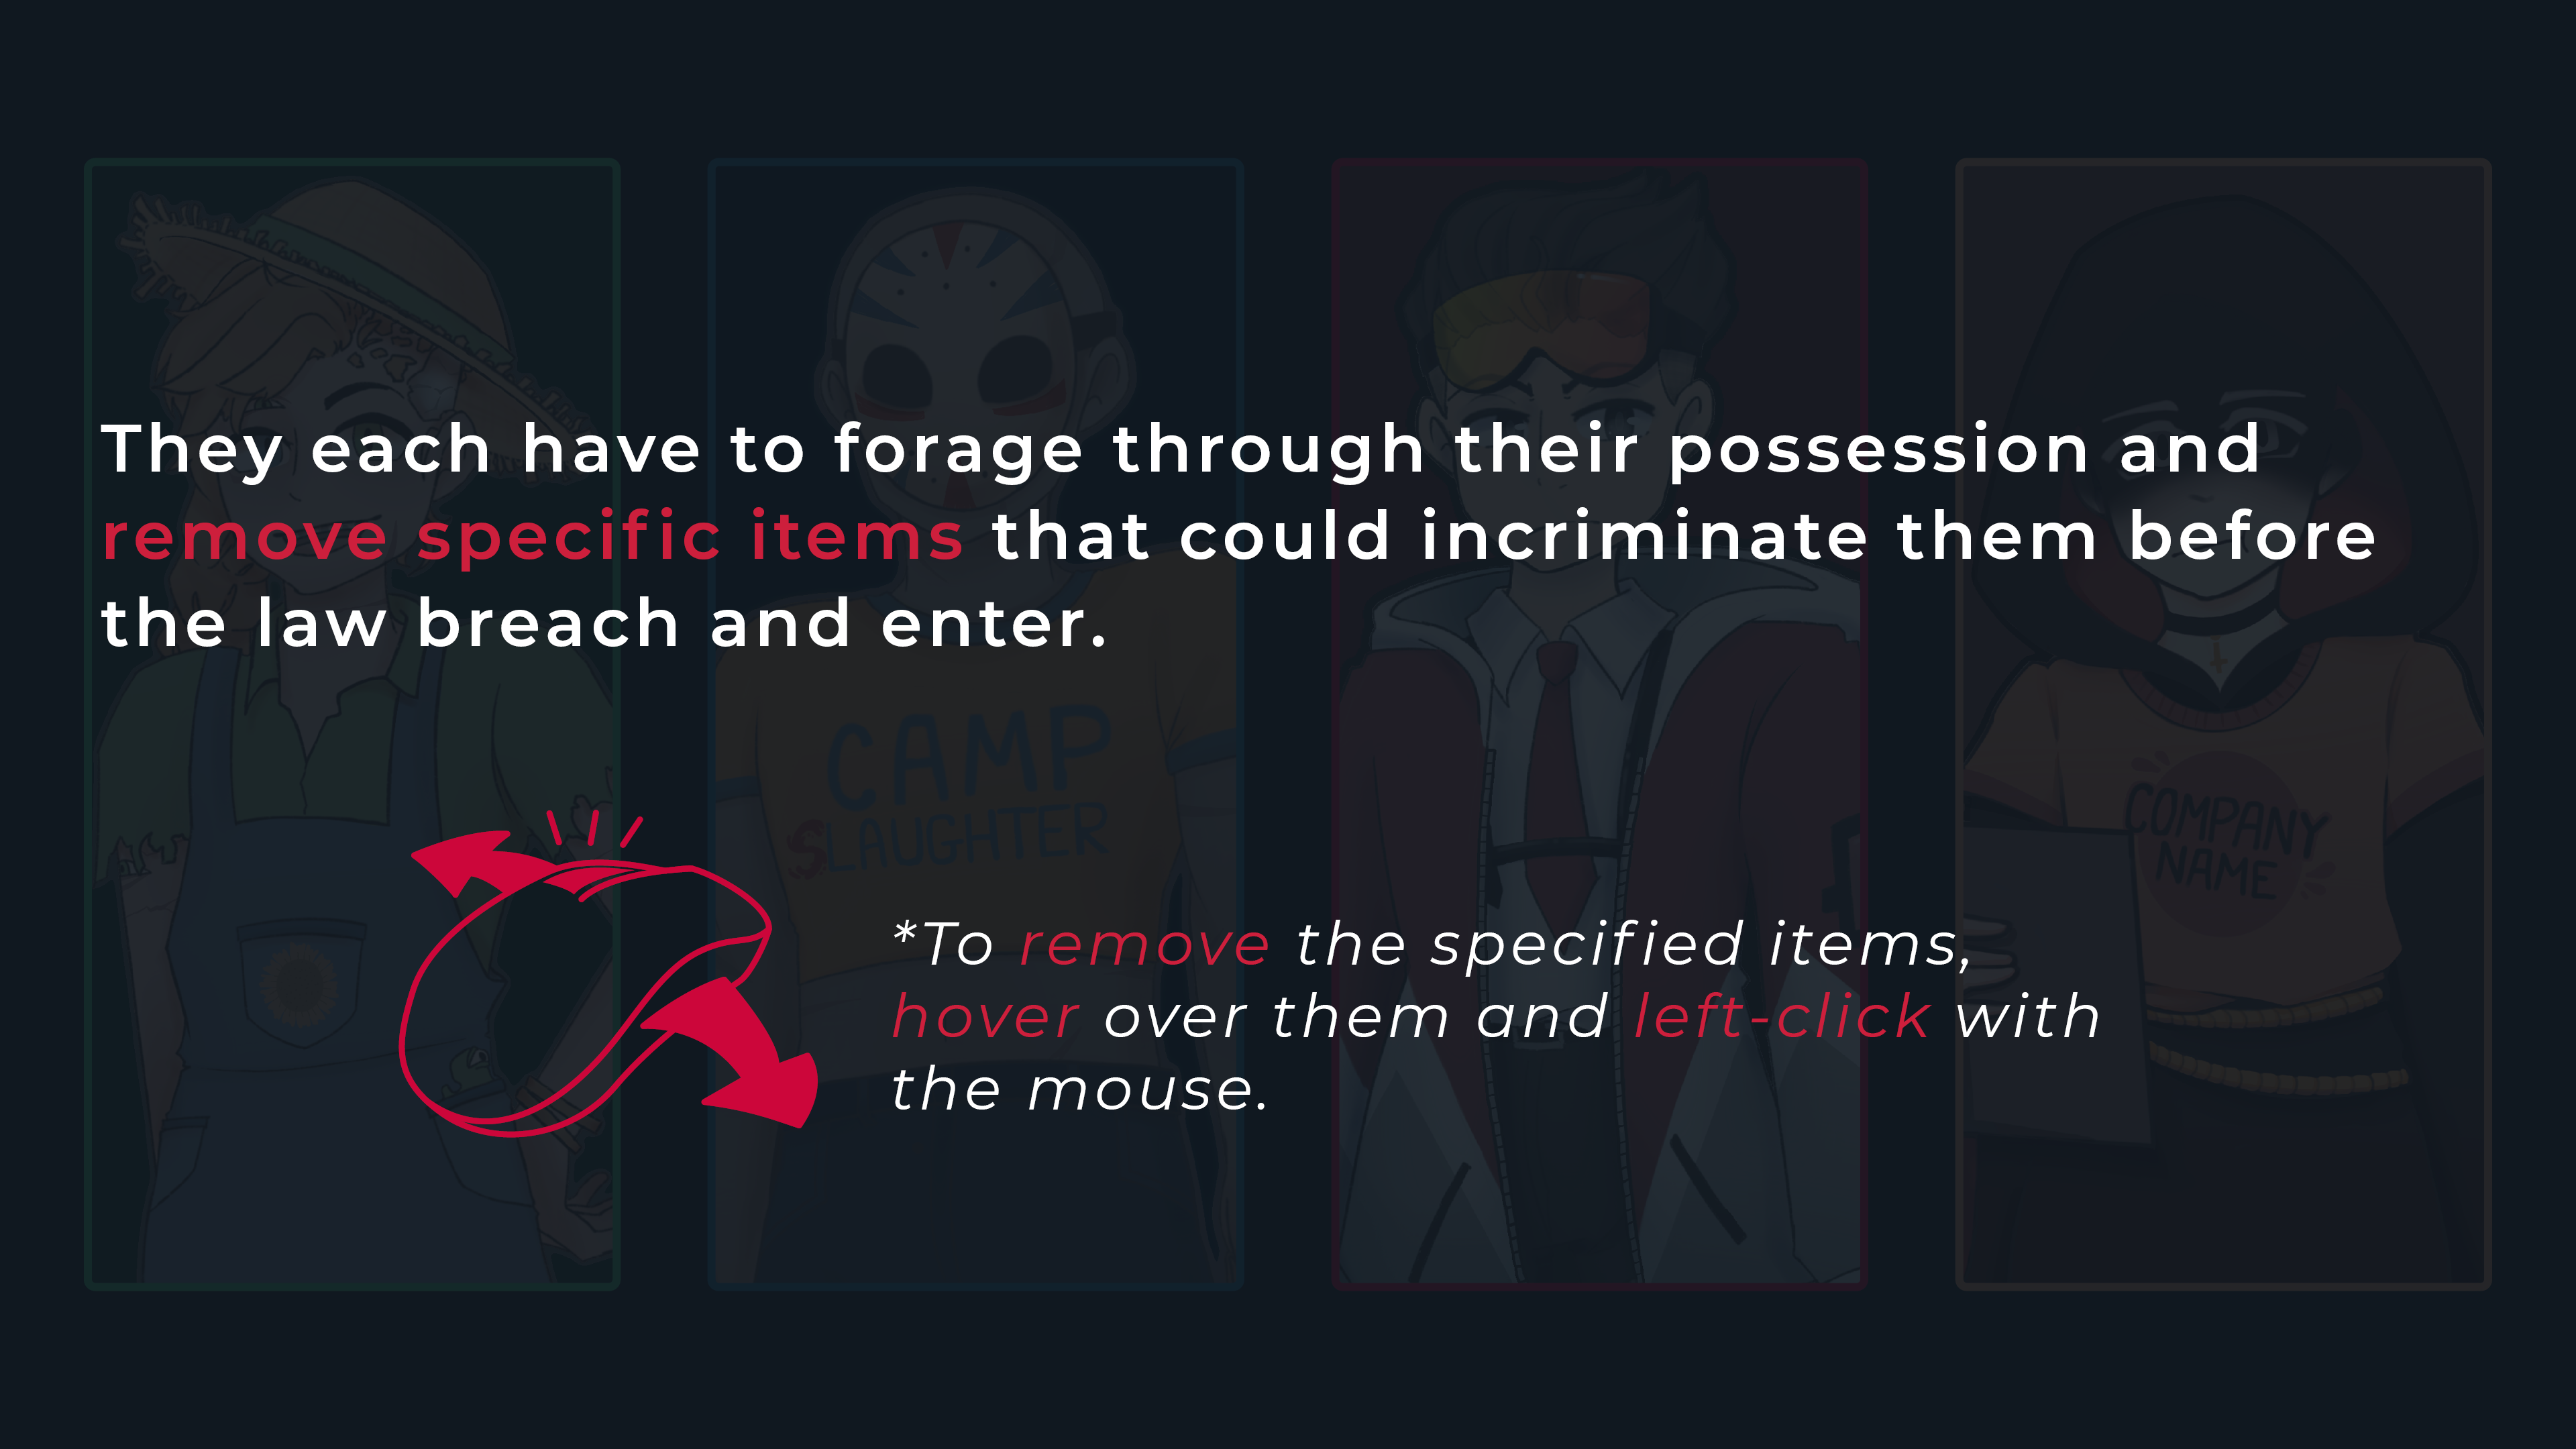 They each have to forage through their possession and
remove specific items that could incriminate them before
the law breach and enter.
CAMP
SLAUGHTER
COMPANY
NAME
*To remove the specified items,
hover over them and left-click with
the mouse.